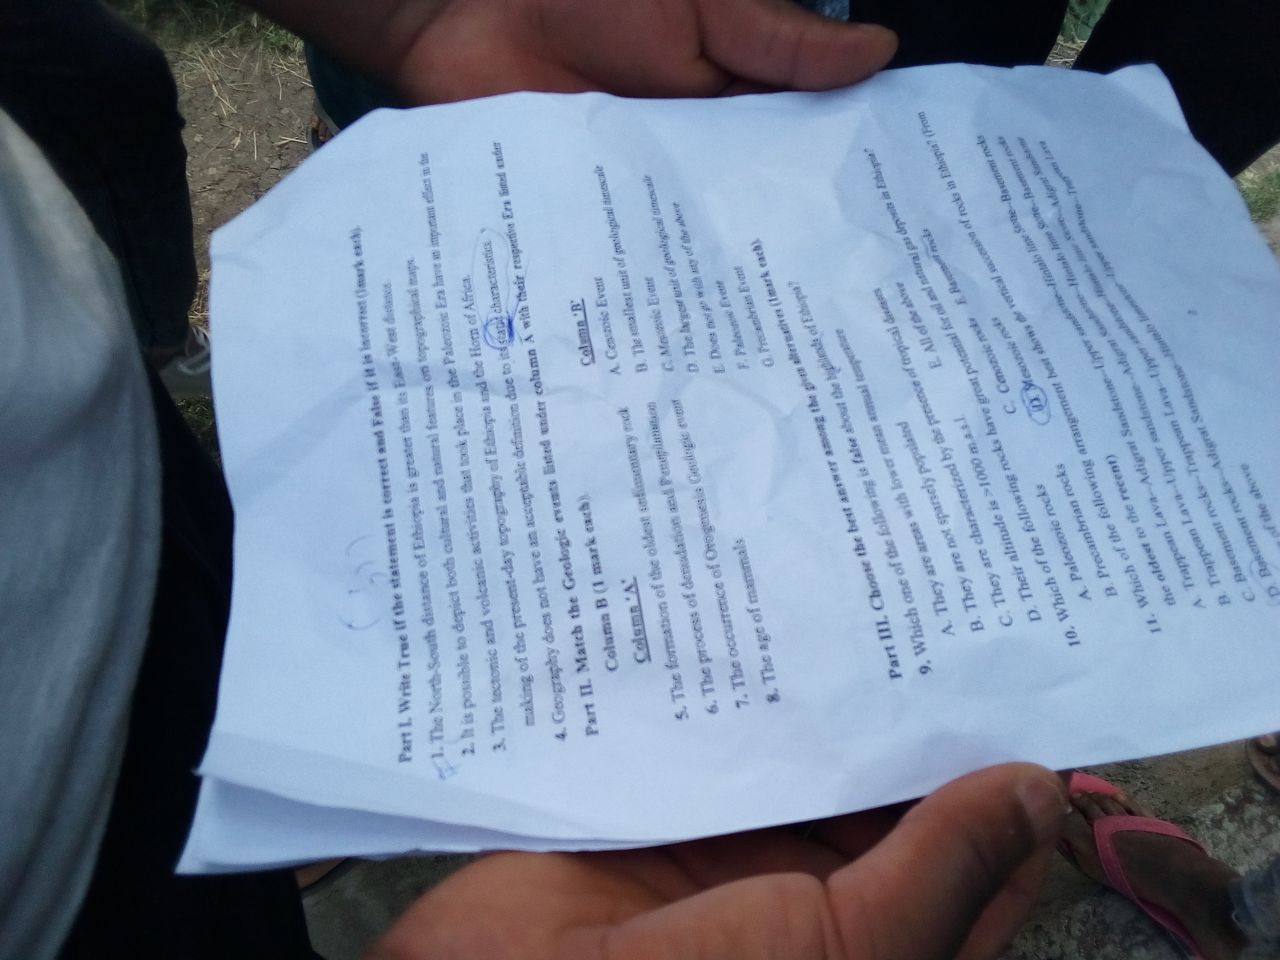 Part I. Write True if the statement is correct and False if it is incorrect (1mark each).
1. The North-South distance of Ethiopia is greater than its East-West distance.
2. It is possible to depict both cultural and natural features on topographical maps.
3. The tectonic and volcanic activities that took place in the Paleozoic Era have an important effect in the
making of the present-day topography of Ethiopia and the Horn of Africa.
4. Geography does not have an acceptable definition due to its characteristics.
Part II. Match the Geologic events listed under column A with their respective Era listed under
Column B (1 mark each).
Column 'A' Column 'B'
5. The formation of the oldest sedimentary rock A. Cenozoic Event
6. The process of denudation and Peneplanation B. The smallest unit of geological timescale
7. The occurrence of Orogenesis Geologic event C. Mesozoic Event
8. The age of mammals D. The largest unit of geological timescale
E. Does not go with any of the above
F. Paleozoic Event
G. Precambrian Event
Part III. Choose the best answer among the given alternatives (1mark each).
9. Which one of the following is false about the highlands of Ethiopia?
A. They are not sparsely populated
B. They are characterized by the presence of tropical diseases
C. They altitude is >1000 m.a.s.l. E. All of the above
D. Their
10. Which of the following rocks have great potential for oil and natural gas deposits in Ethiopia?
A. Paleozoic rocks C. Cenozoic rocks E. Basement rocks
B. Precambrian rocks D. Mesozoic rocks
11. Which of the following arrangement best shows the vertical succession of rocks in Ethiopia? (From
the oldest to the recent)
A. Trappean Lava--Adigrat Sandstone--Upper sandstone--Hintalo lime Stone--Basement rocks
B. Trappean Lava--Upper sandstone--Hintalo lime Stone--Adigrat Sandstone
C. Basement rocks--Trappean Lava--Upper sandstone
D. Basement rocks--Adigrat Sandstone--Hintalo limestone--Upper sandstone--Trappean Lava
the above